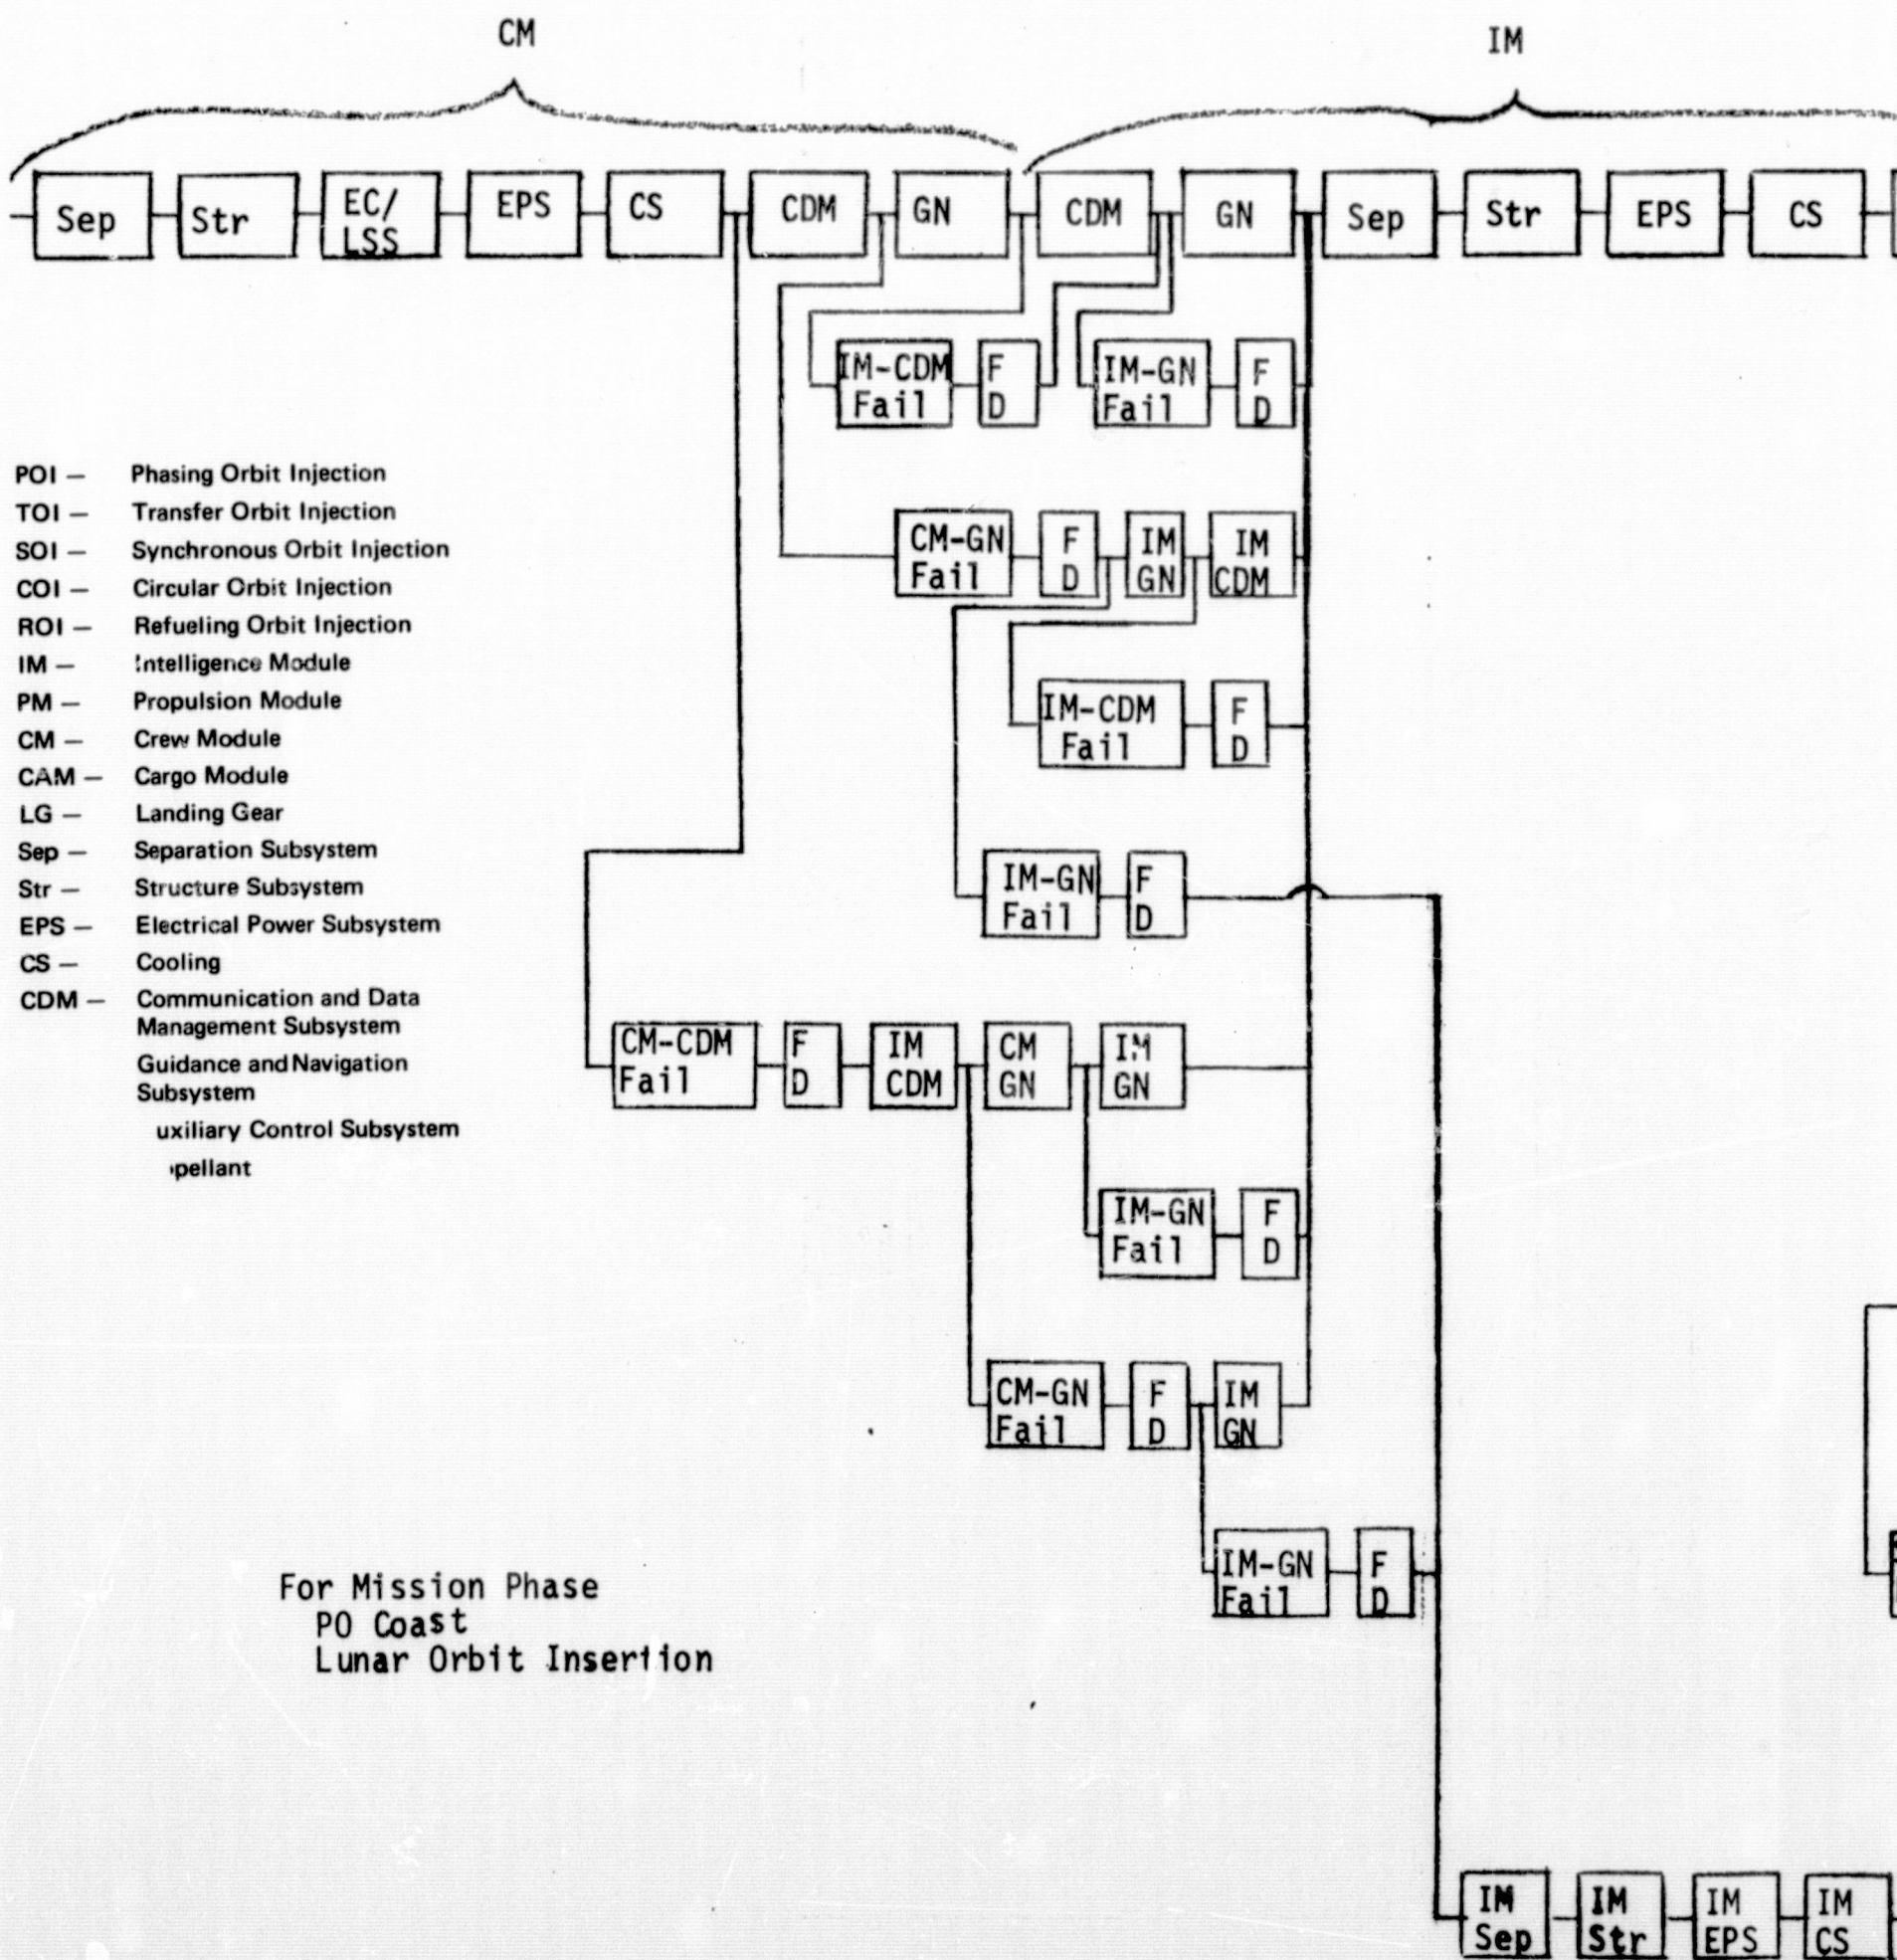 CM
IM
Sep
Str
EC/
LSS
EPS
CS
CDM
GN
CDM
GN
Sep
Str
EPS
CS
IM-CDM
Fail
F
D
IM-GN
Fail
F
D
CM-GN
Fail
F
D
IM
GN
IM
CDM
IM-CDM
Fail
F
D
IM-GN
Fail
F
D
CM-CDM
Fail
F
D
IM
CDM
CM
GN
IM
GN
IM-GN
Fail
F
D
CM-GN
Fail
F
D
IM
GN
IM-GN
Fail
F
D
IM
Sep
IM
Str
IM
EPS
IM
CS
POI — Phasing Orbit Injection
TOI — Transfer Orbit Injection
SOI — Synchronous Orbit Injection
COI — Circular Orbit Injection
ROI — Refueling Orbit Injection
IM — Intelligence Module
PM — Propulsion Module
CM — Crew Module
CAM — Cargo Module
LG — Landing Gear
Sep — Separation Subsystem
Str — Structure Subsystem
EPS — Electrical Power Subsystem
CS — Cooling
CDM — Communication and Data
Management Subsystem
Guidance and Navigation
Subsystem
uxiliary Control Subsystem
pellant
For Mission Phase
PO Coast
Lunar Orbit Insertion